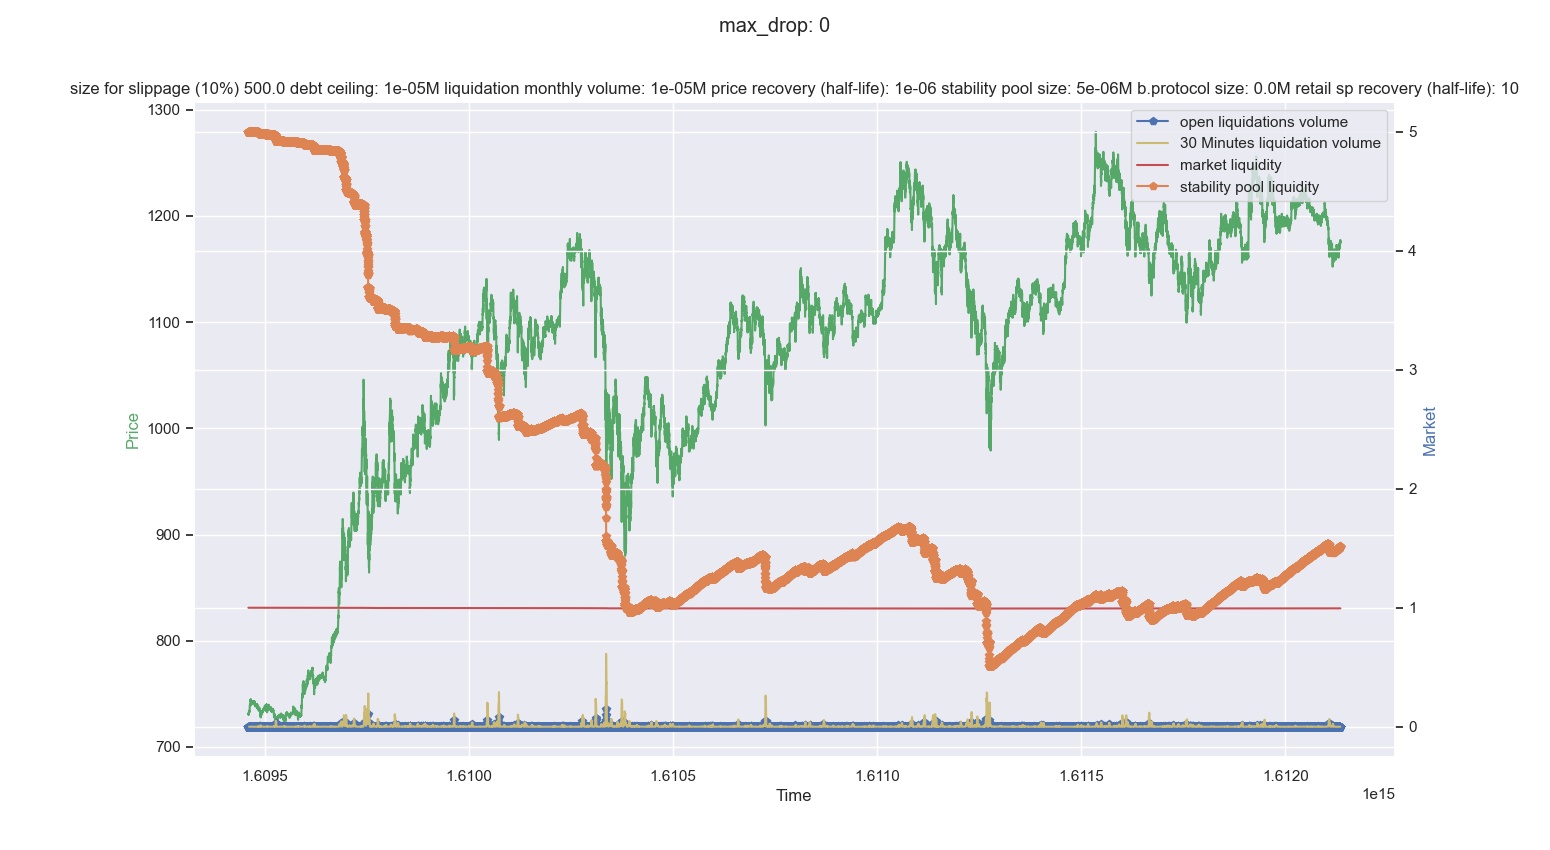 max_drop: 0
size for slippage (10%) 500.0 debt ceiling: 1e-05M liquidation monthly volume: 1e-05M price recovery (half-life): 1e-06 stability pool size: 5e-06M b.protocol size: 0.0M retail sp recovery (half-life): 10
open liquidations volume
30 Minutes liquidation volume
market liquidity
stability pool liquidity
1300
1200
1100
1000
900
800
700
Price
5
4
3
2
1
0
Market
1.6095 1.6100 1.6105 1.6110 1.6115 1.6120
Time
1e15